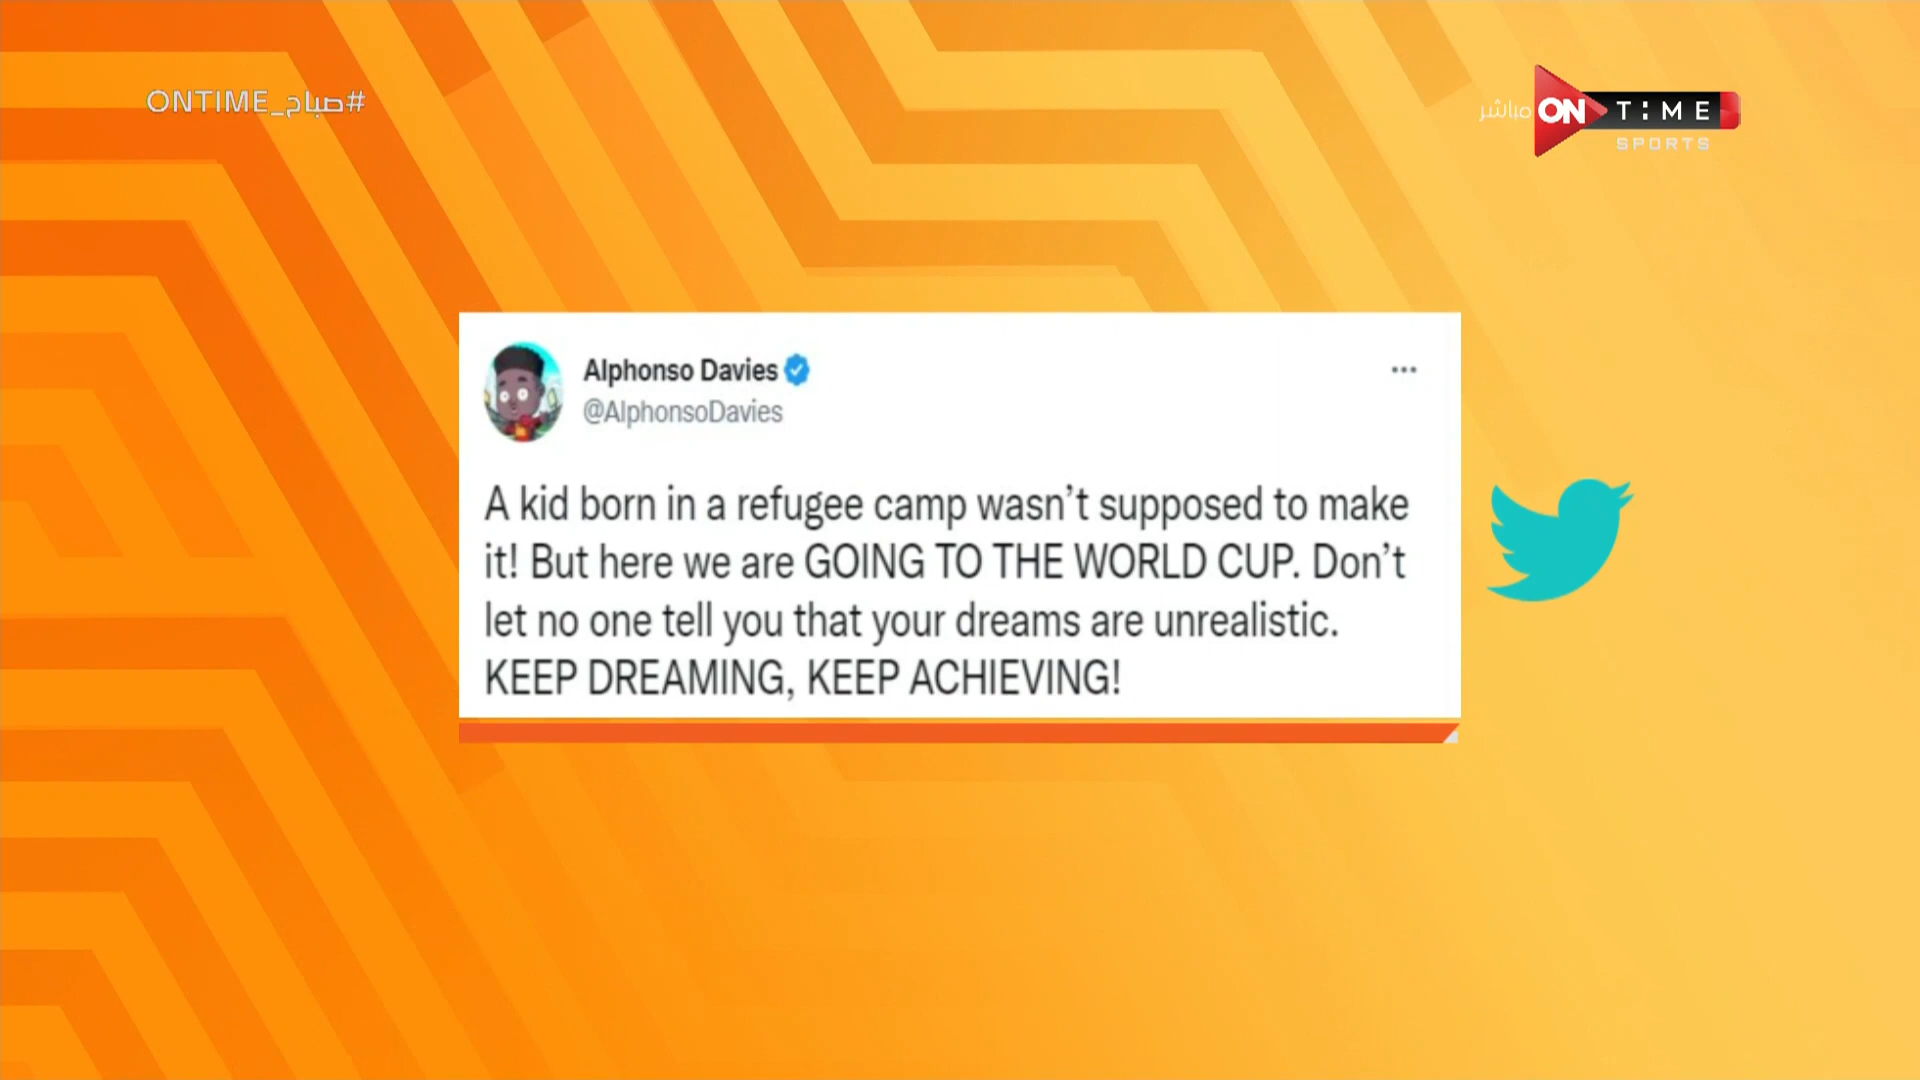 #صباح_ONTIME
مباشر ON TIME
SPORTS
Alphonso Davies
@AlphonsoDavies
A kid born in a refugee camp wasn’t supposed to make
it! But here we are GOING TO THE WORLD CUP. Don’t
let no one tell you that your dreams are unrealistic.
KEEP DREAMING, KEEP ACHIEVING!